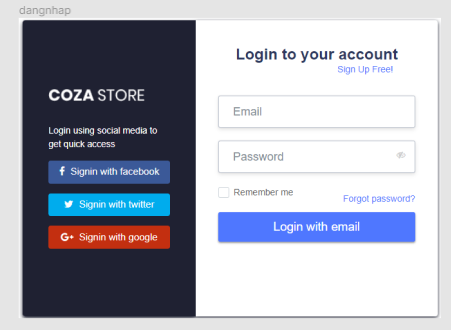 dangnhap
COZA STORE
Login using social media to
get quick access
Signin with facebook
Signin with twitter
G+ Signin with google
Login to your account
Sign Up Free!
Email
Password
Remember me
Forgot password?
Login with email